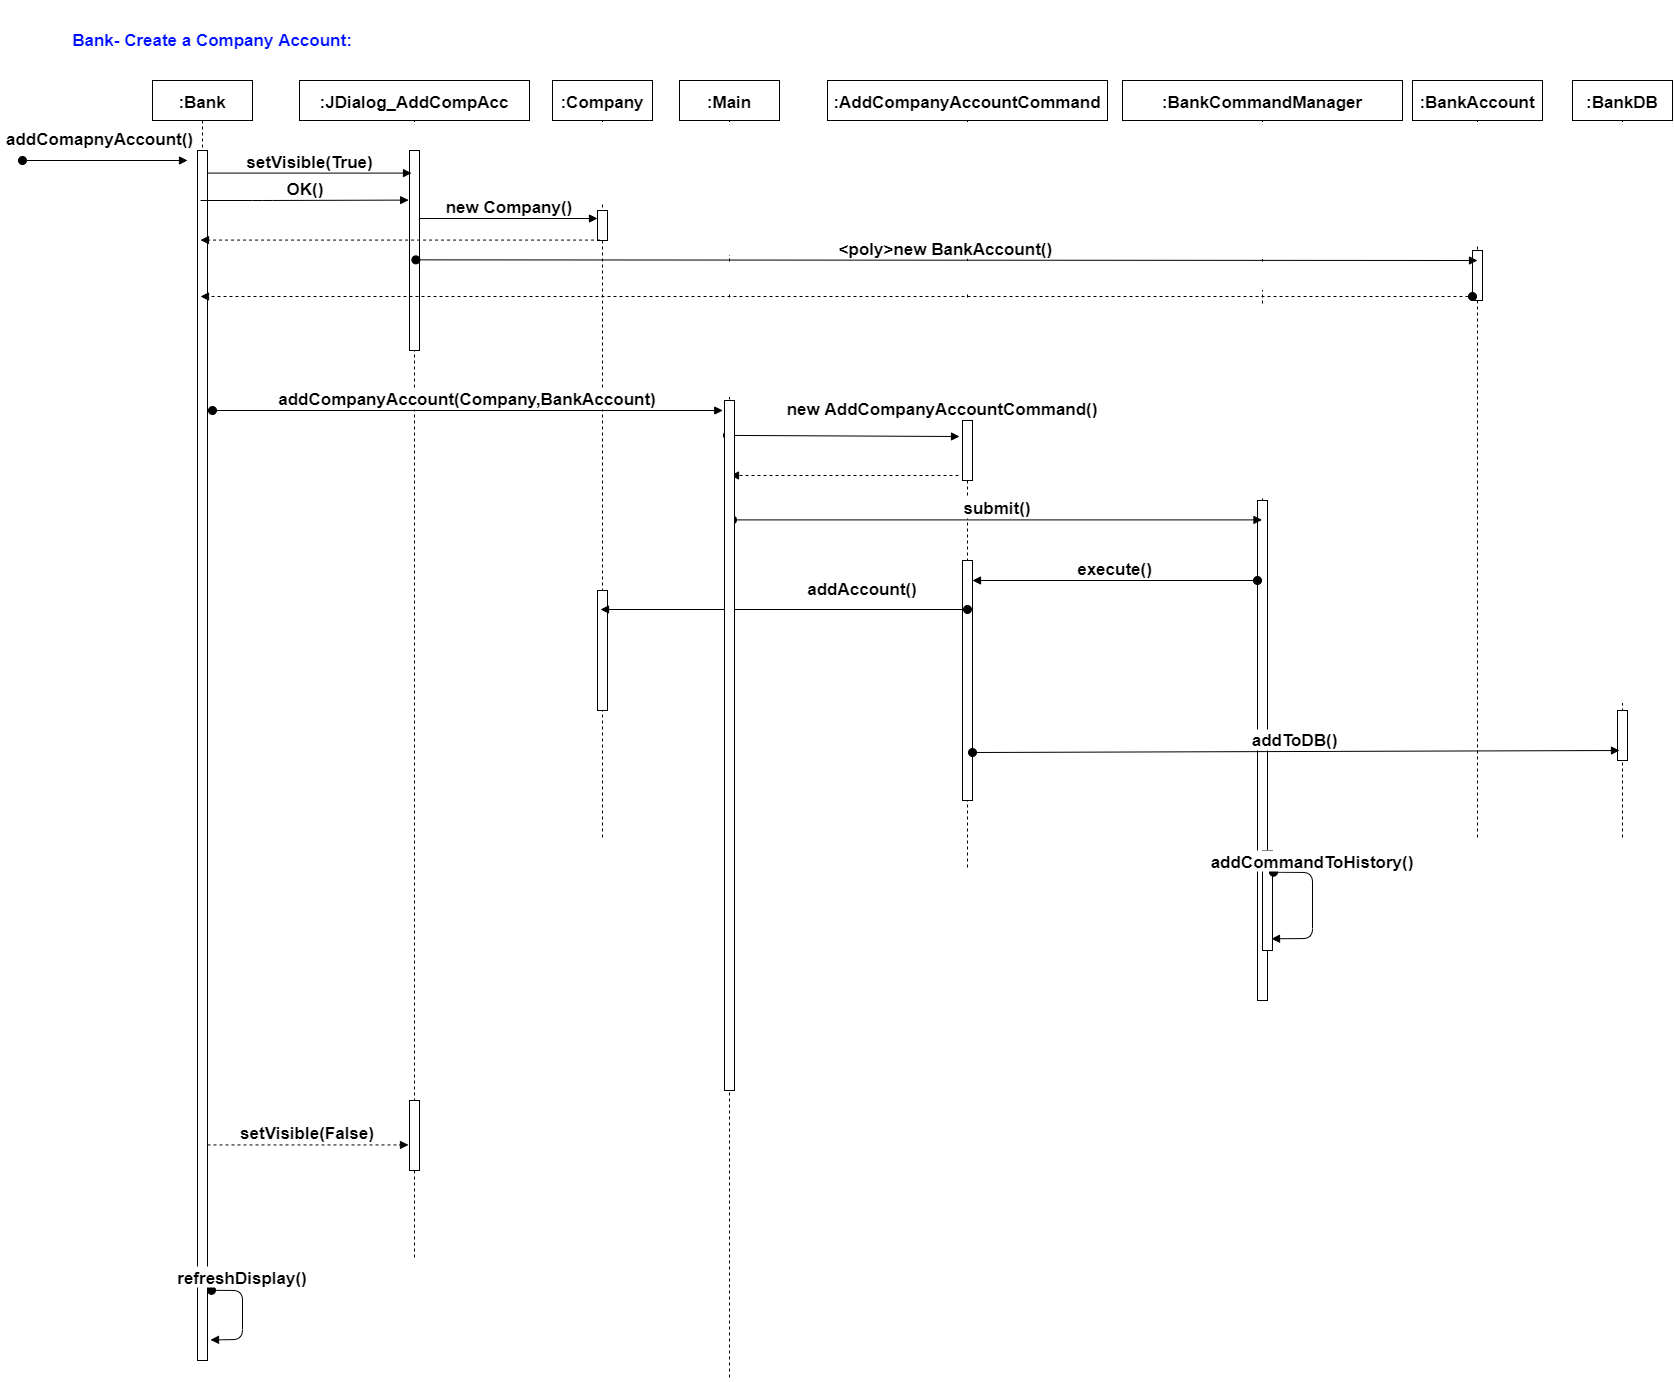 Bank- Create a Company Account:
:Bank
:JDialog_AddCompAcc
:Company
:Main
:AddCompanyAccountCommand
:BankCommandManager
:BankAccount
:BankDB
addComapnyAccount()
setVisible(True)
OK()
new Company()
<poly>new BankAccount()
addCompanyAccount(Company,BankAccount)
new AddCompanyAccountCommand()
submit()
execute()
addAccount()
addToDB()
addCommandToHistory()
setVisible(False)
refreshDisplay()